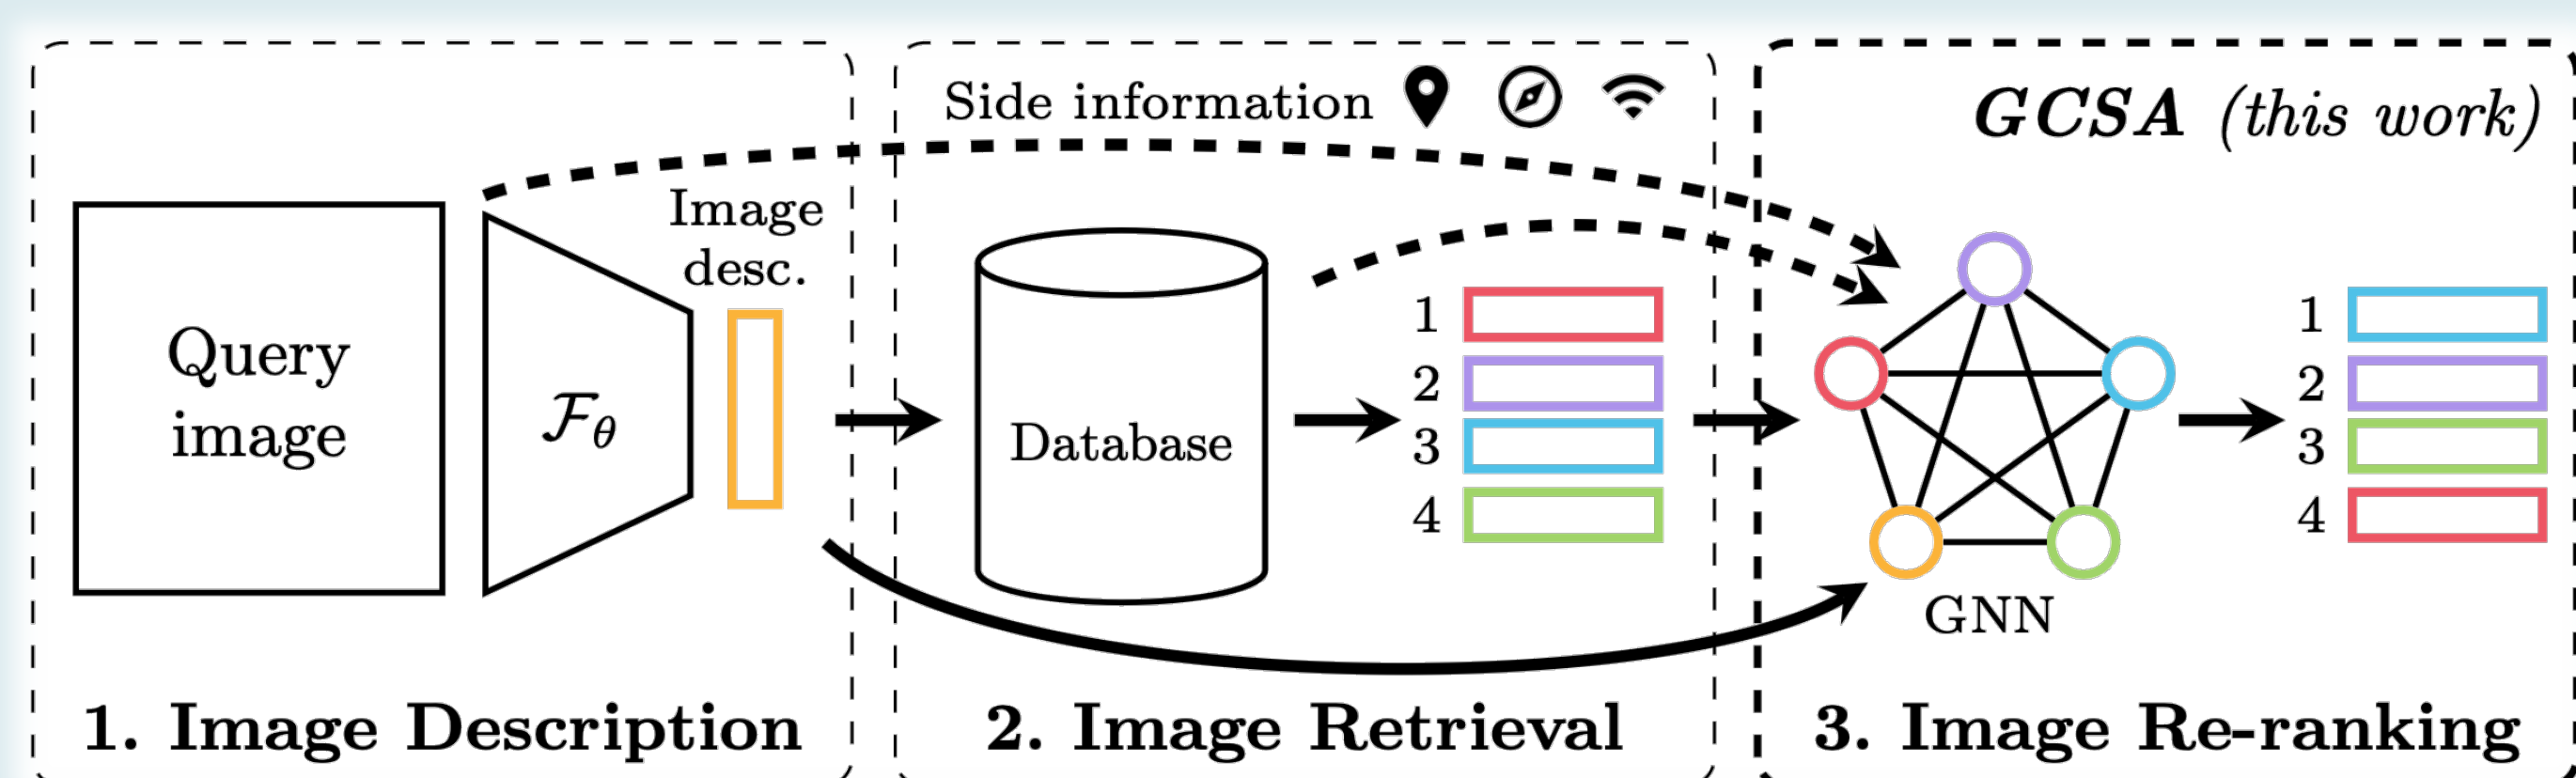 Query
image
𝓕θ
Image
desc.
1. Image Description
Side information
Database
1
2
3
4
2. Image Retrieval
GCSA (this work)
GNN
1
2
3
4
3. Image Re-ranking